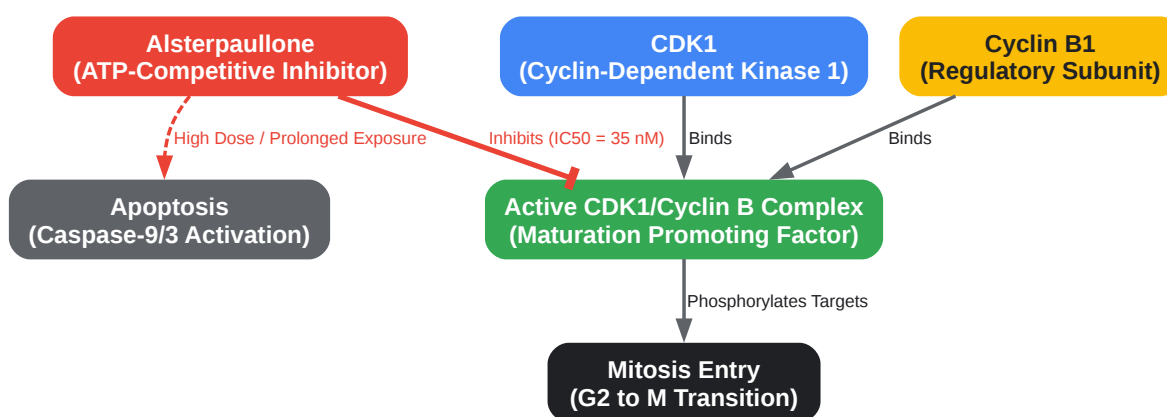 Alsterpaullone
(ATP-Competitive Inhibitor)
CDK1
(Cyclin-Dependent Kinase 1)
Cyclin B1
(Regulatory Subunit)
High Dose / Prolonged Exposure
Inhibits (IC50 = 35 nM)
Binds
Binds
Apoptosis
(Caspase-9/3 Activation)
Active CDK1/Cyclin B Complex
(Maturation Promoting Factor)
Phosphorylates Targets
Mitosis Entry
(G2 to M Transition)